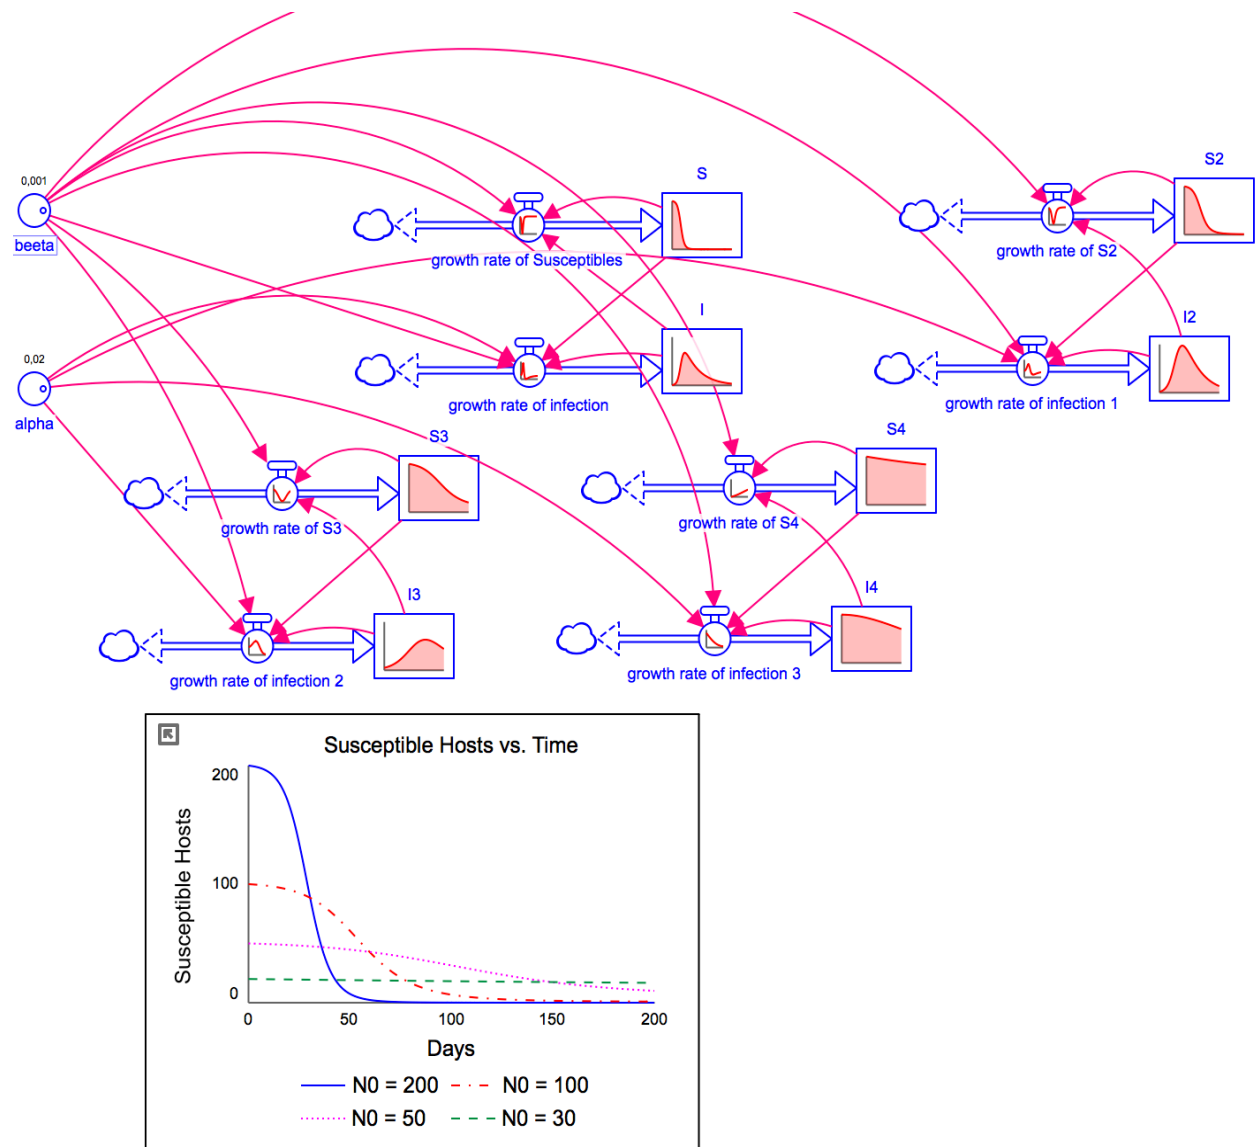 S2
S
0,001
beeta
growth rate of Susceptibles
growth rate of S2
I
I2
0,02
alpha
growth rate of infection
growth rate of infection 1
S3
S4
growth rate of S3
growth rate of S4
I3
I4
growth rate of infection 2
growth rate of infection 3
Susceptible Hosts vs. Time
200
100
0
Susceptible Hosts
0 50 100 150 200
Days
N0 = 200 N0 = 100
N0 = 50 N0 = 30